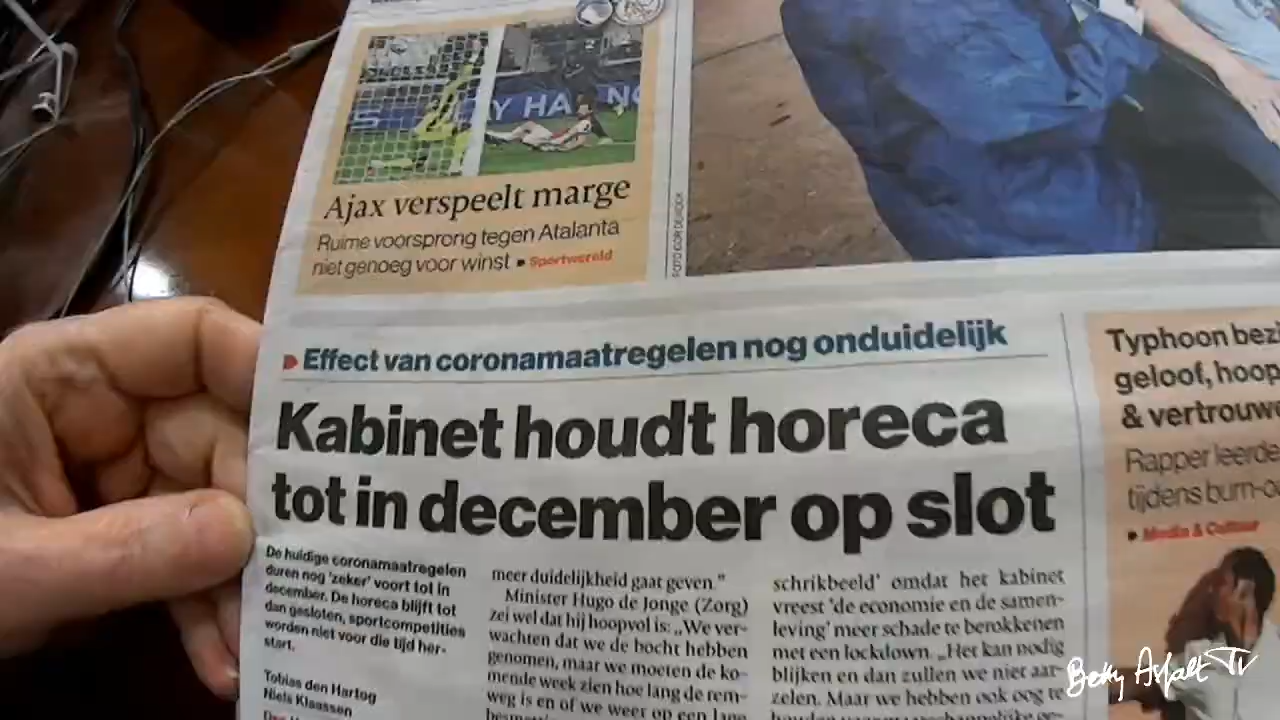 Y HA NG
Ajax verspeelt marge
Ruime voorsprong tegen Atalanta
niet genoeg voor winst ▪ Sportwereld
Effect van coronamaatregelen nog onduidelijk
Kabinet houdt horeca
tot in december op slot
De huidige coronamaatregelen
duren nog 'zeker' voort tot in
december. De horeca blijft tot
dan gesloten, sportcompetities
worden niet voor die tijd her-
start.
Tobias den Hartog
Niels Klaassen
meer duidelijkheid gaat geven.”
Minister Hugo de Jonge (Zorg)
zei wel dat hij hoopvol is: „We ver-
wachten dat we de bocht hebben
genomen, maar we moeten de ko-
mende week zien hoe lang de rem-
weg is en of we weer op een lage
schrikbeeld’ omdat het kabinet
vreest ‘de economie en de samen-
leving’ meer schade te berokkenen
met een lockdown. „Het kan nodig
blijken en dan zullen we niet aar-
zelen. Maar we hebben ook oog te
Typhoon bezi
geloof, hoop
& vertrouwe
Rapper leerde
tijdens burn-o
▪ Media & Cultuur
Betty Asfalt TV